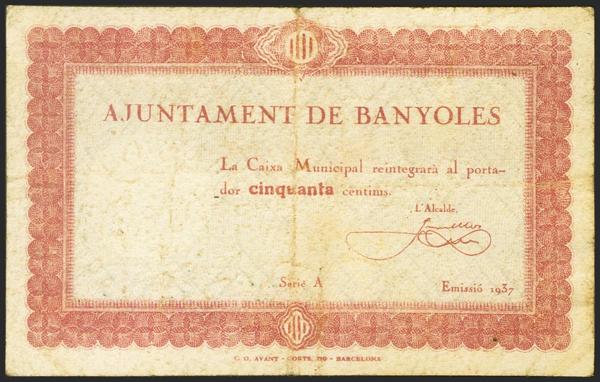 AJUNTAMENT DE BANYOLES
La Caixa Municipal reintegrarà al porta-
dor cinquanta cèntims.
L'Alcalde,
Serie A
Emissió 1937
G. O. AVANT - CORTS, 719 - BARCELONA